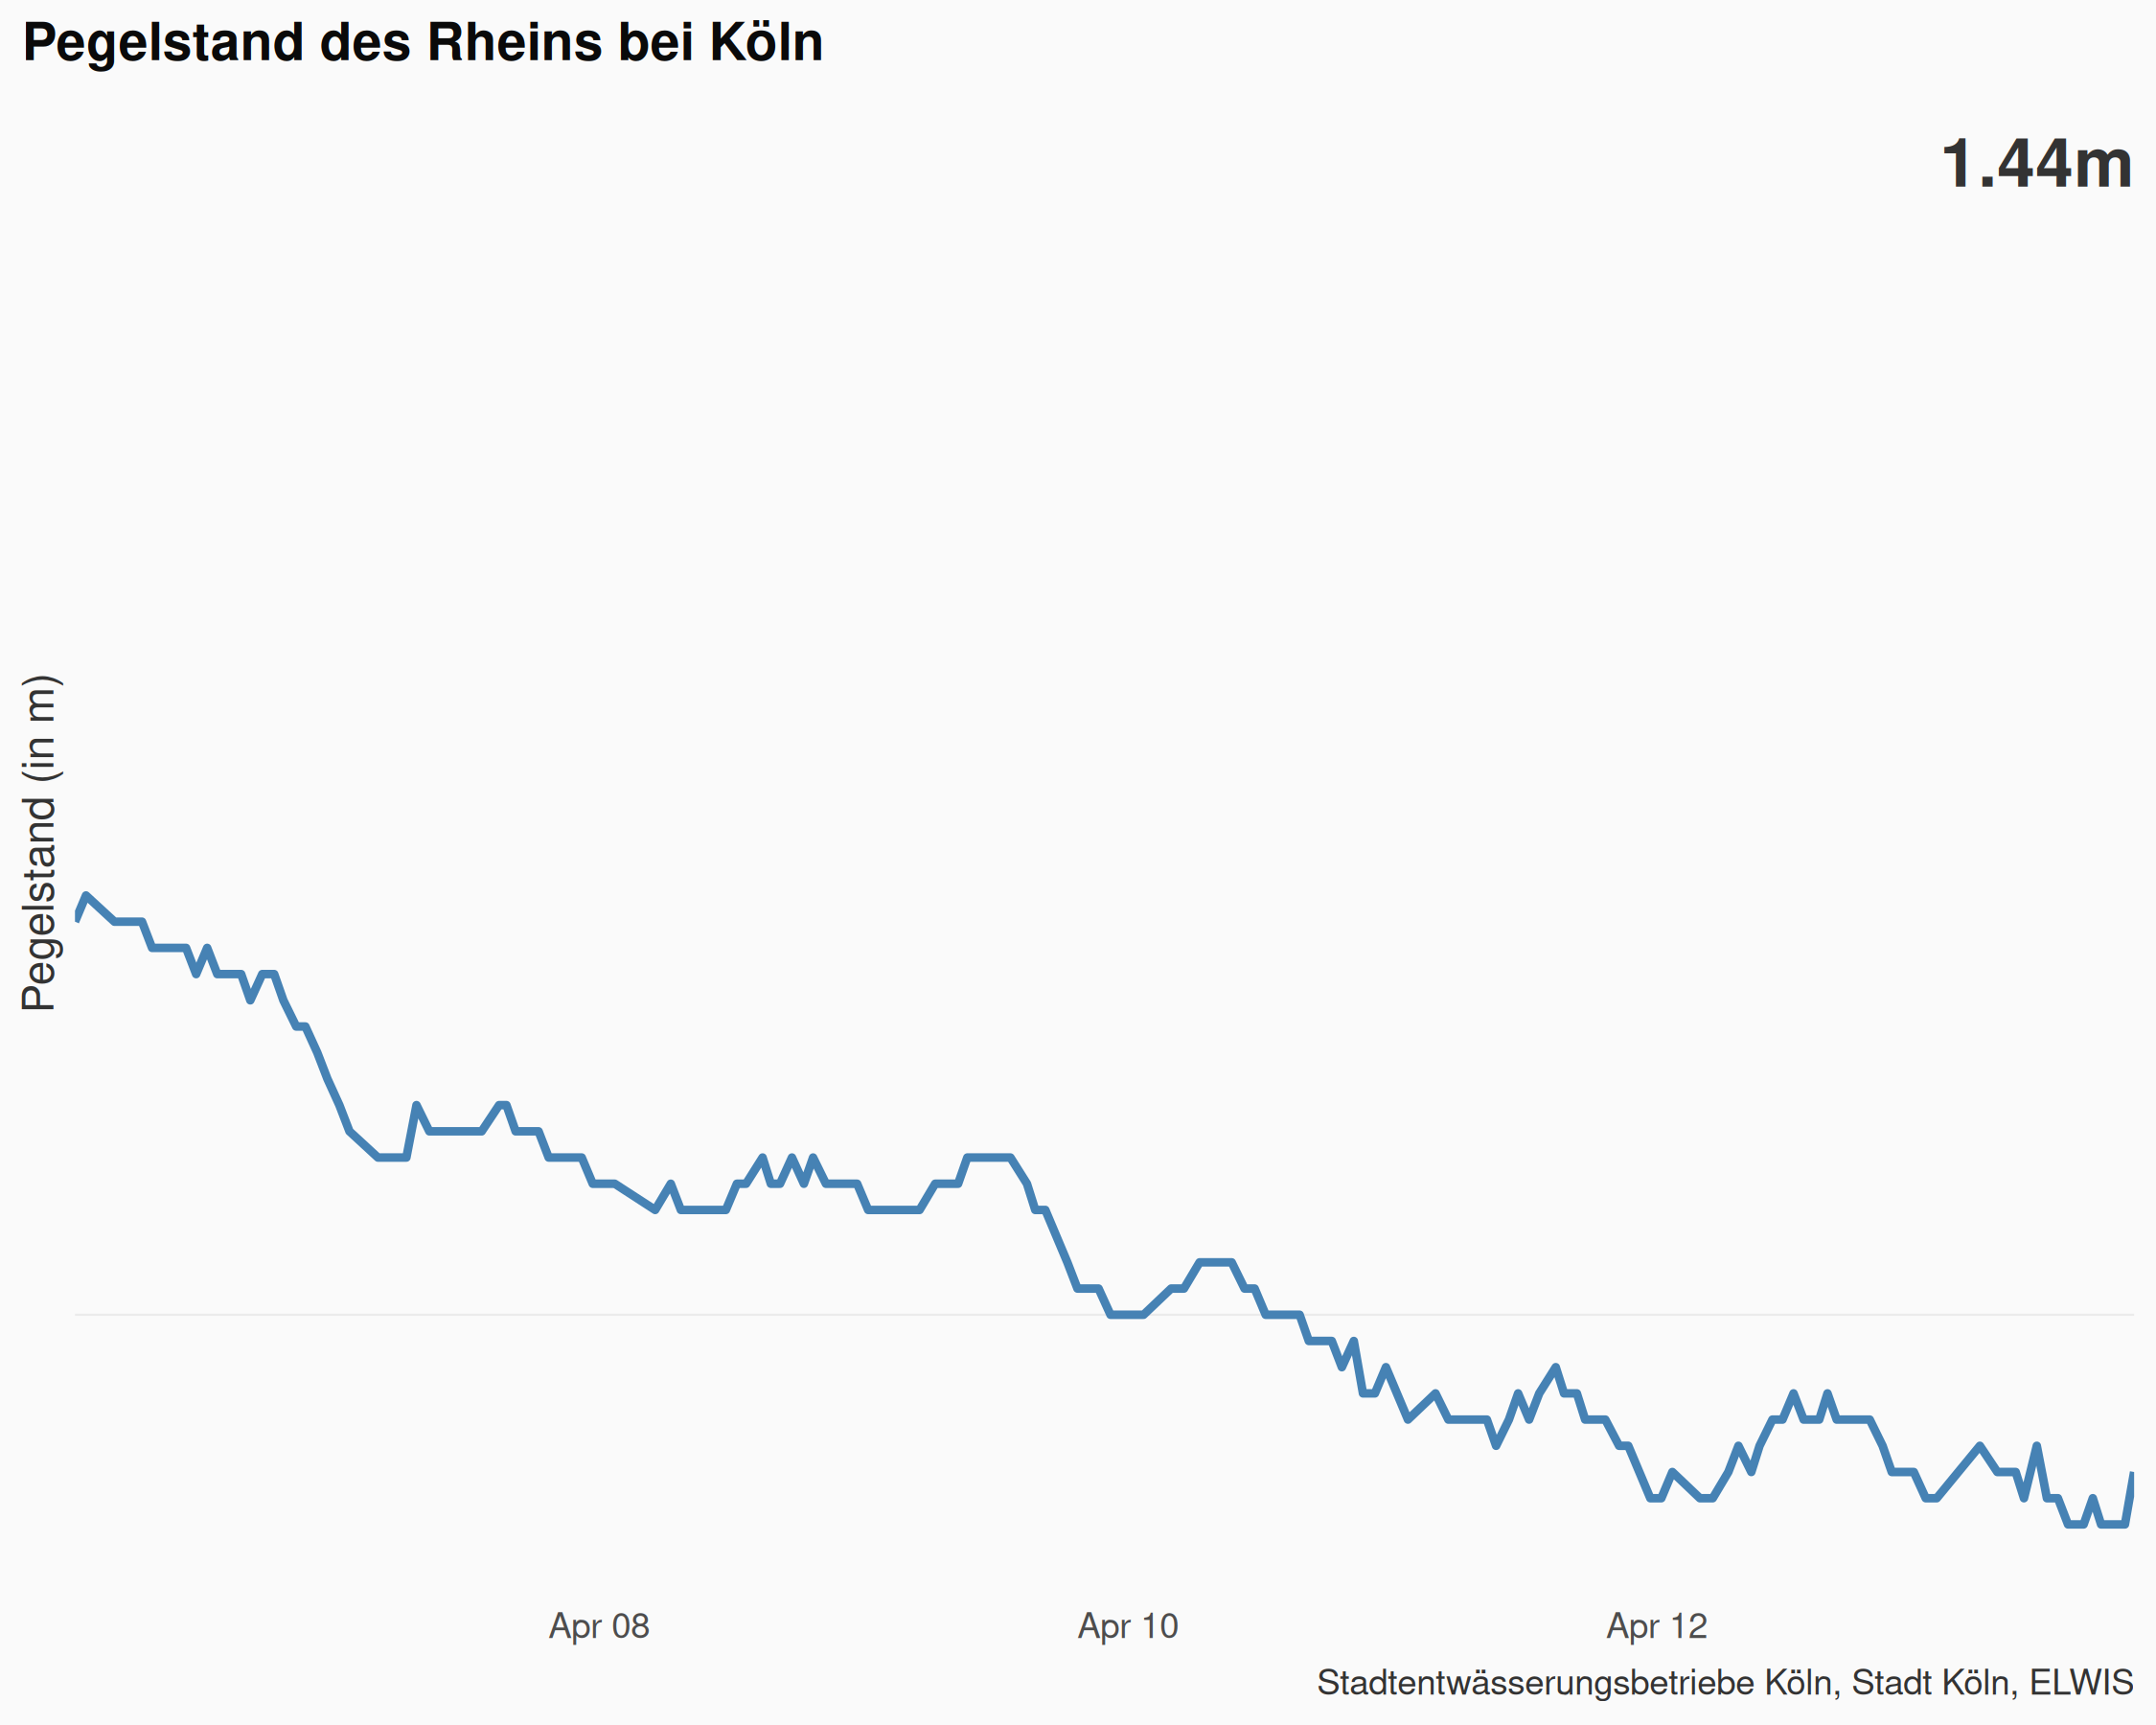 Pegelstand des Rheins bei Köln
1.44m
Pegelstand (in m)
Apr 08
Apr 10
Apr 12
Stadtentwässerungsbetriebe Köln, Stadt Köln, ELWIS